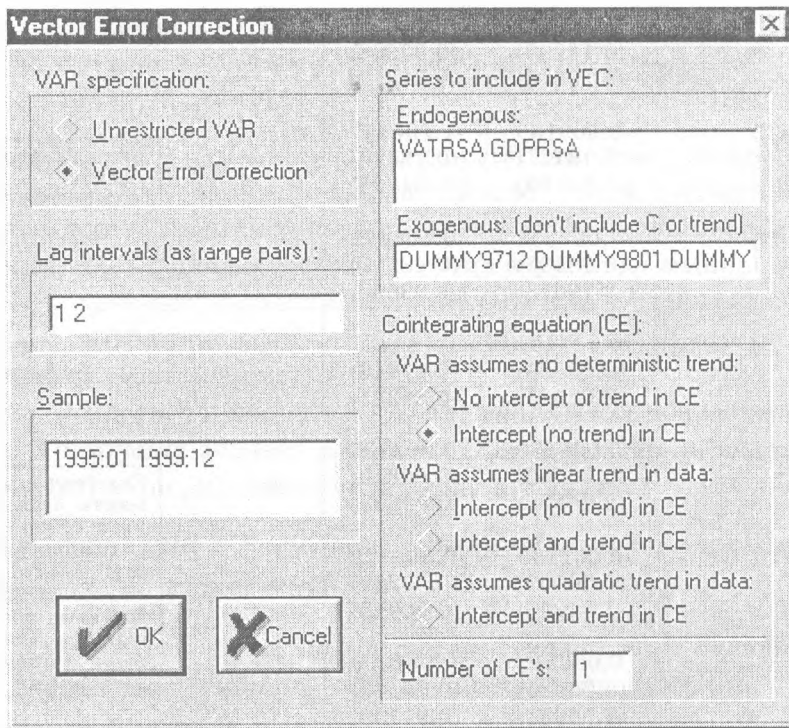 Vector Error Correction
VAR specification:
Unrestricted VAR
Vector Error Correction
Lag intervals (as range pairs) :
1 2
Sample:
1995:01 1999:12
OK
Cancel
Series to include in VEC:
Endogenous:
VATRSA GDPRSA
Exogenous: (don't include C or trend)
DUMMY9712 DUMMY9801 DUMMY
Cointegrating equation (CE):
VAR assumes no deterministic trend:
No intercept or trend in CE
Intercept (no trend) in CE
VAR assumes linear trend in data:
Intercept (no trend) in CE
Intercept and trend in CE
VAR assumes quadratic trend in data:
Intercept and trend in CE
Number of CE's: 1